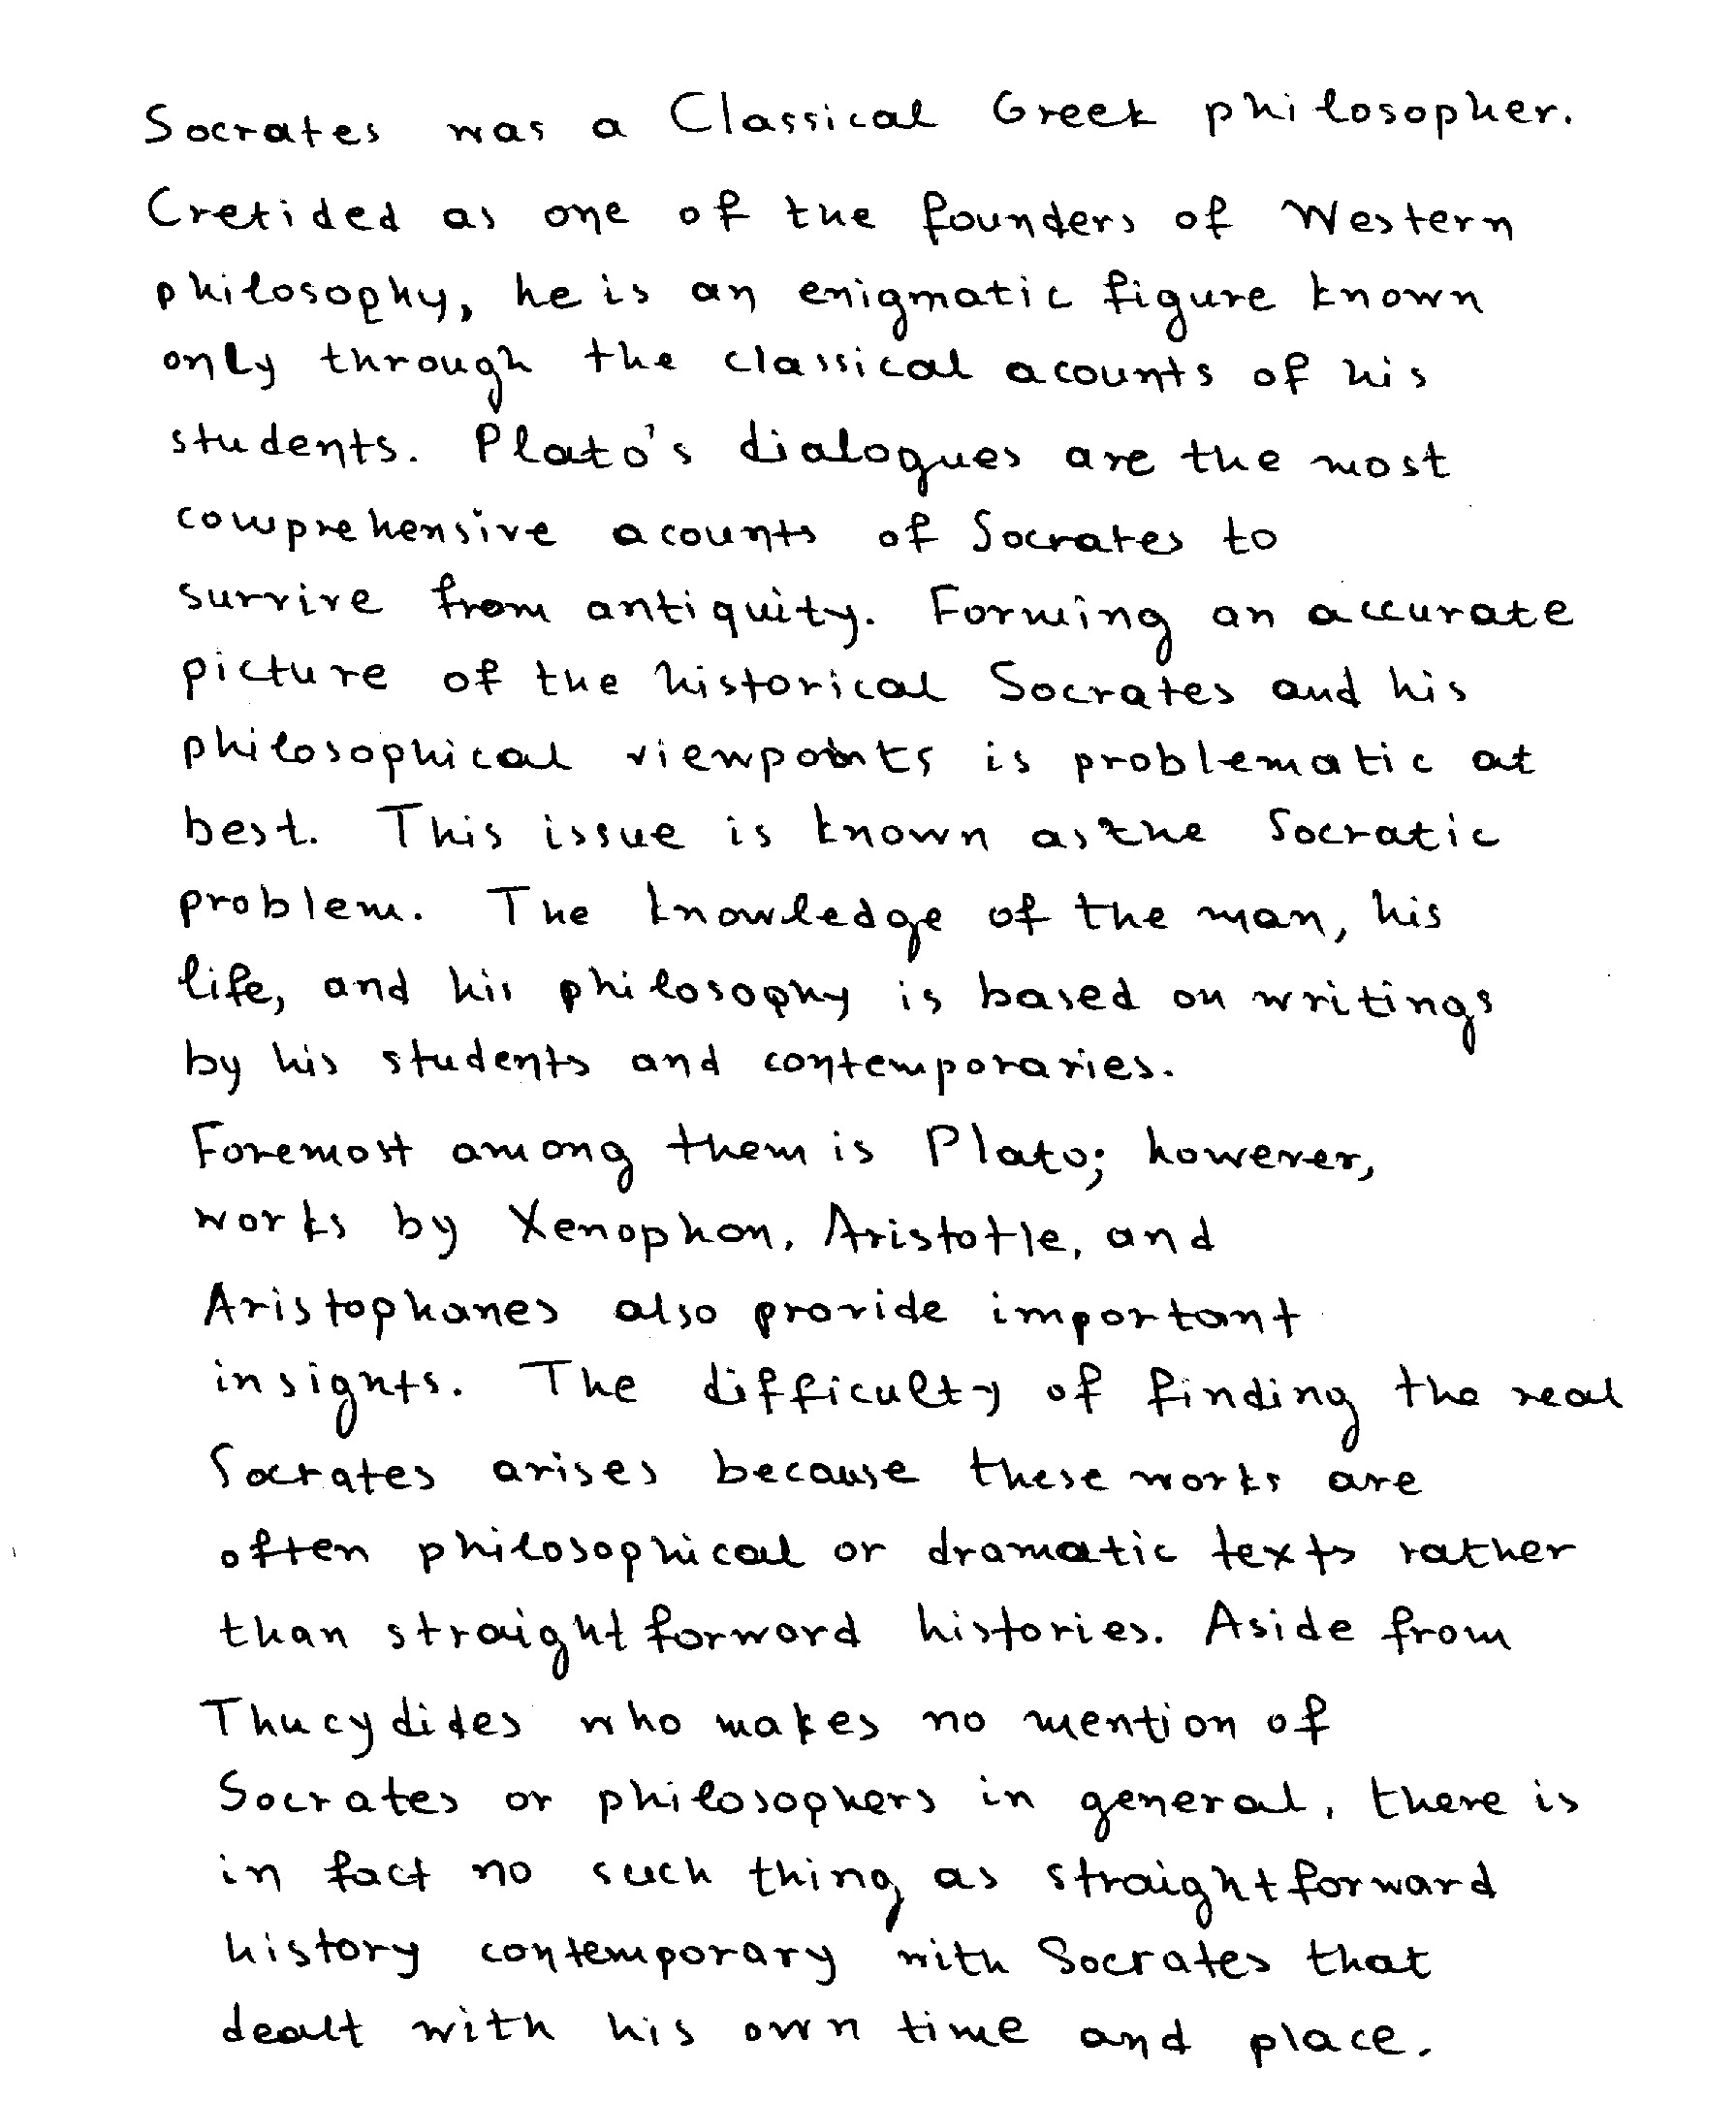 Socrates was a Classical Greek philosopher.
Cretided as one of the founders of Western
philosophy, he is an enigmatic figure known
only through the classical acounts of his
students. Plato's dialogues are the most
comprehensive acounts of Socrates to
survive from antiquity. Forming an accurate
picture of the historical Socrates and his
philosophical viewpoints is problematic at
best. This issue is known as the Socratic
problem. The knowledge of the man, his
life, and his philosophy is based on writings
by his students and contemporaries.
Foremost among them is Plato; however,
works by Xenophon, Aristotle, and
Aristophanes also provide important
insights. The difficulty of finding the real
Socrates arises because these works are
often philosophical or dramatic texts rather
than straightforword histories. Aside from
Thucydides who makes no mention of
Socrates or philosophers in general, there is
in fact no such thing as straightforward
history contemporary with Socrates that
dealt with his own time and place.